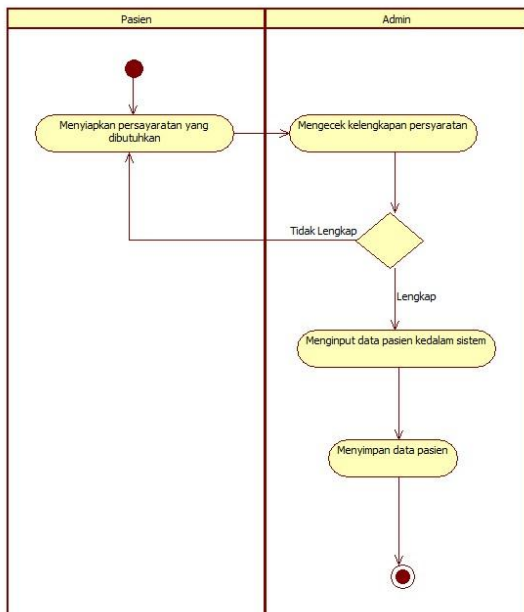 Pasien
Admin
Menyiapkan persayaratan yang
dibutuhkan
Mengecek kelengkapan persyaratan
Tidak Lengkap
Lengkap
Menginput data pasien kedalam sistem
Menyimpan data pasien